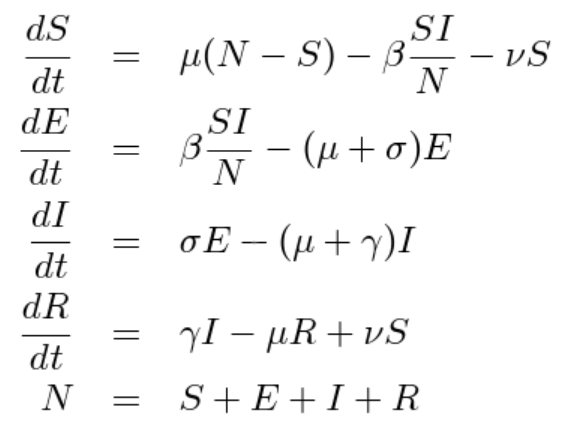 dS/dt = μ(N − S) − β SI/N − νS
dE/dt = β SI/N − (μ + σ)E
dI/dt = σE − (μ + γ)I
dR/dt = γI − μR + νS
N = S + E + I + R